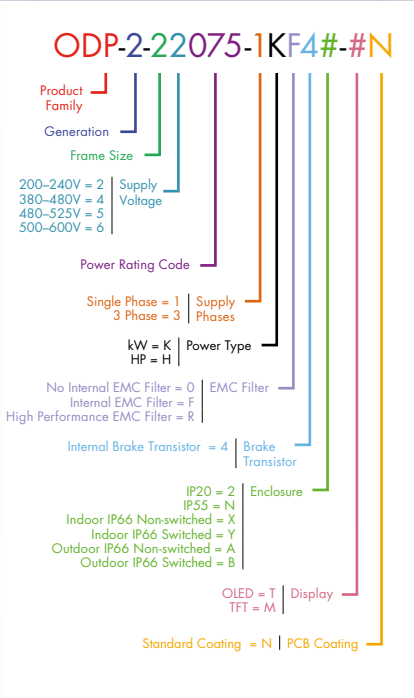 ODP-2-22075-1KF4#-#N
Product
Family
Generation
Frame Size
200–240V = 2 Supply
380–480V = 4 Voltage
480–525V = 5
500–600V = 6
Power Rating Code
Single Phase = 1 Supply
3 Phase = 3 Phases
kW = K Power Type
HP = H
No Internal EMC Filter = 0 EMC Filter
Internal EMC Filter = F
High Performance EMC Filter = R
Internal Brake Transistor = 4 Brake
Transistor
IP20 = 2 Enclosure
IP55 = N
Indoor IP66 Non-switched = X
Indoor IP66 Switched = Y
Outdoor IP66 Non-switched = A
Outdoor IP66 Switched = B
OLED = T Display
TFT = M
Standard Coating = N PCB Coating